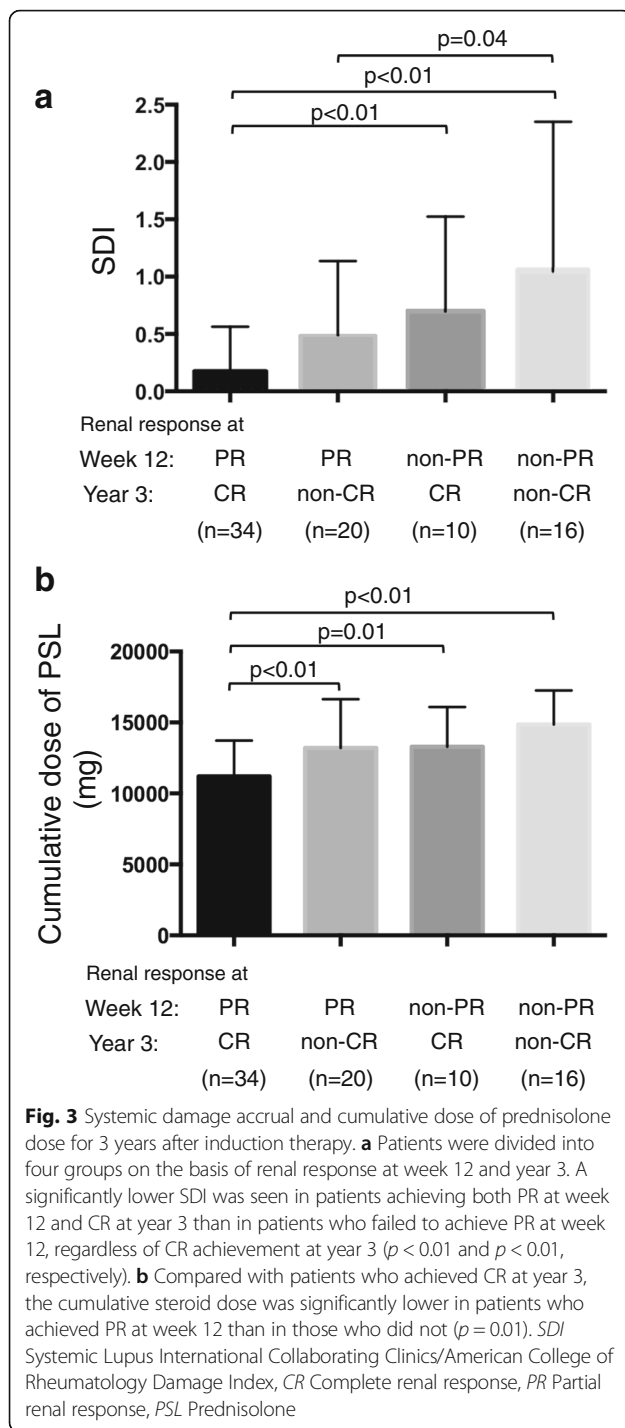 p=0.04
p<0.01
a
p<0.01
2.5
2.0
1.5
SDI
1.0
0.5
0.0
Renal response at
Week 12: PR PR non-PR non-PR
Year 3: CR non-CR CR non-CR
(n=34) (n=20) (n=10) (n=16)
b
p<0.01
p=0.01
p<0.01
20000
15000
Cumulative dose of PSL
(mg)
10000
5000
0
Renal response at
Week 12: PR PR non-PR non-PR
Year 3: CR non-CR CR non-CR
(n=34) (n=20) (n=10) (n=16)
Fig. 3 Systemic damage accrual and cumulative dose of prednisolone
dose for 3 years after induction therapy. a Patients were divided into
four groups on the basis of renal response at week 12 and year 3. A
significantly lower SDI was seen in patients achieving both PR at week
12 and CR at year 3 than in patients who failed to achieve PR at week
12, regardless of CR achievement at year 3 (p < 0.01 and p < 0.01,
respectively). b Compared with patients who achieved CR at year 3,
the cumulative steroid dose was significantly lower in patients who
achieved PR at week 12 than in those who did not (p = 0.01). SDI
Systemic Lupus International Collaborating Clinics/American College of
Rheumatology Damage Index, CR Complete renal response, PR Partial
renal response, PSL Prednisolone